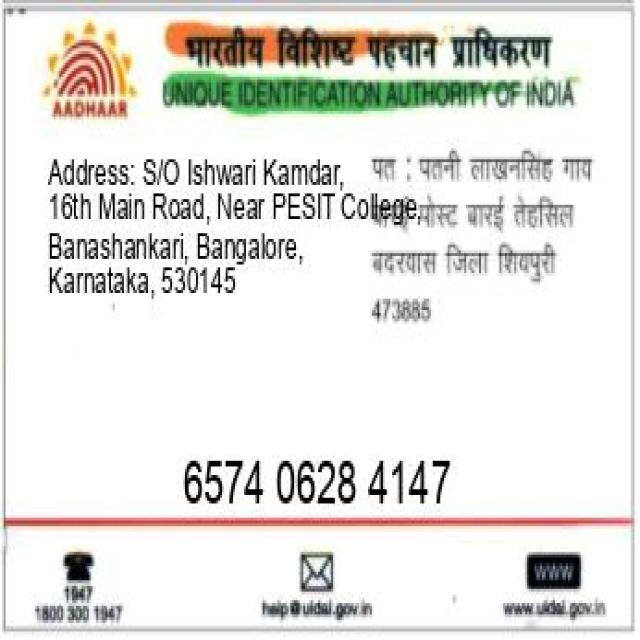 भारतीय विशिष्ट पहचान प्राधिकरण
UNIQUE IDENTIFICATION AUTHORITY OF INDIA
AADHAAR
Address: S/O Ishwari Kamdar,
16th Main Road, Near PESIT College,
Banashankari, Bangalore,
Karnataka, 530145
पत : पतनी लाखनसिंह गाय
पोस्ट बारई तेहसिल
बदरवास जिला शिवपुरी
473885
6574 0628 4147
1947
1800 300 1947
help@uidai.gov.in
WWW
www.uidai.gov.in